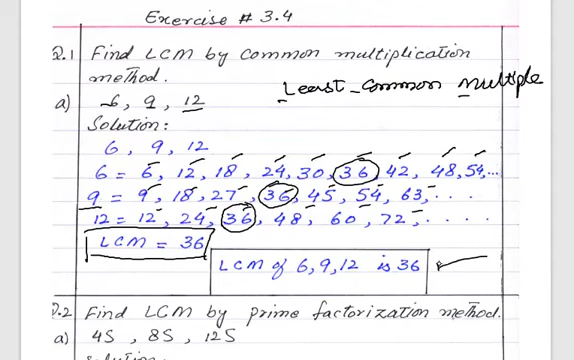 Exercise # 3.4
Q.1 Find LCM by common multiplication
method.
Least common multiple
a) 6, 9, 12
Solution:
6, 9, 12
6 = 6, 12, 18, 24, 30, 36, 42, 48, 54,...
9 = 9, 18, 27, 36, 45, 54, 63, ....
12 = 12, 24, 36, 48, 60, 72, .....
LCM = 36
LCM of 6, 9, 12 is 36
Q.2 Find LCM by prime factorization method.
a) 45, 85, 125